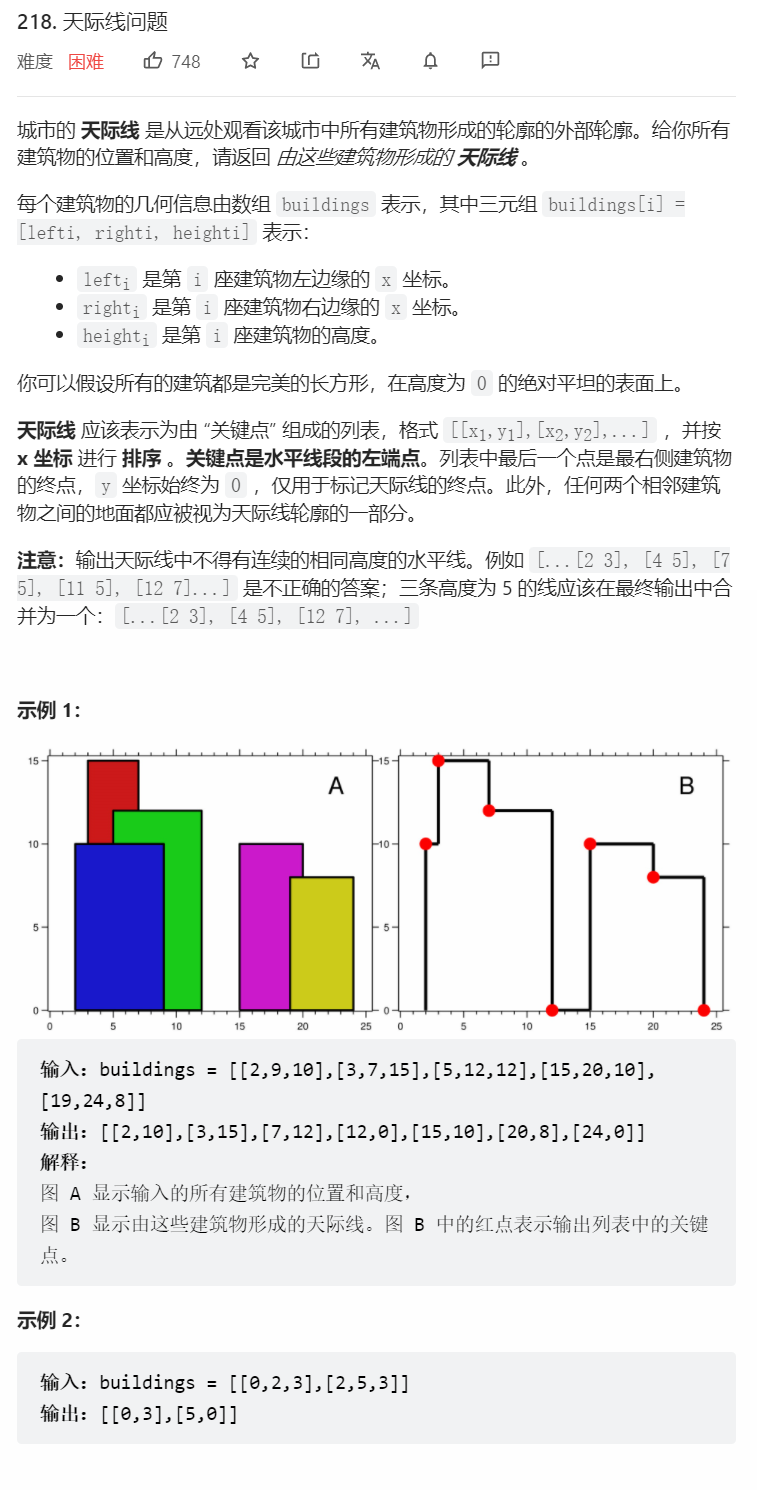 218. 天际线问题
难度 困难 748
城市的 天际线 是从远处观看该城市中所有建筑物形成的轮廓的外部轮廓。给你所有
建筑物的位置和高度，请返回 由这些建筑物形成的 天际线 。
每个建筑物的几何信息由数组 buildings 表示，其中三元组 buildings[i] =
[lefti, righti, heighti] 表示：
• lefti 是第 i 座建筑物左边缘的 x 坐标。
• righti 是第 i 座建筑物右边缘的 x 坐标。
• heighti 是第 i 座建筑物的高度。
你可以假设所有的建筑都是完美的长方形，在高度为 0 的绝对平坦的表面上。
天际线 应该表示为由 “关键点” 组成的列表，格式 [[x1,y1],[x2,y2],...] ，并按
x 坐标 进行 排序 。关键点是水平线段的左端点。列表中最后一个点是最右侧建筑物
的终点，y 坐标始终为 0 ，仅用于标记天际线的终点。此外，任何两个相邻建筑
物之间的地面都应被视为天际线轮廓的一部分。
注意：输出天际线中不得有连续的相同高度的水平线。例如 [...[2 3], [4 5], [7
5], [11 5], [12 7]...] 是不正确的答案；三条高度为 5 的线应该在最终输出中合
并为一个：[...[2 3], [4 5], [12 7], ...]
示例 1：
15 A 15 B
10 10
5 5
0 0
0 5 10 15 20 25 0 5 10 15 20 25
输入：buildings = [[2,9,10],[3,7,15],[5,12,12],[15,20,10],
[19,24,8]]
输出：[[2,10],[3,15],[7,12],[12,0],[15,10],[20,8],[24,0]]
解释：
图 A 显示输入的所有建筑物的位置和高度，
图 B 显示由这些建筑物形成的天际线。图 B 中的红点表示输出列表中的关键
点。
示例 2：
输入：buildings = [[0,2,3],[2,5,3]]
输出：[[0,3],[5,0]]